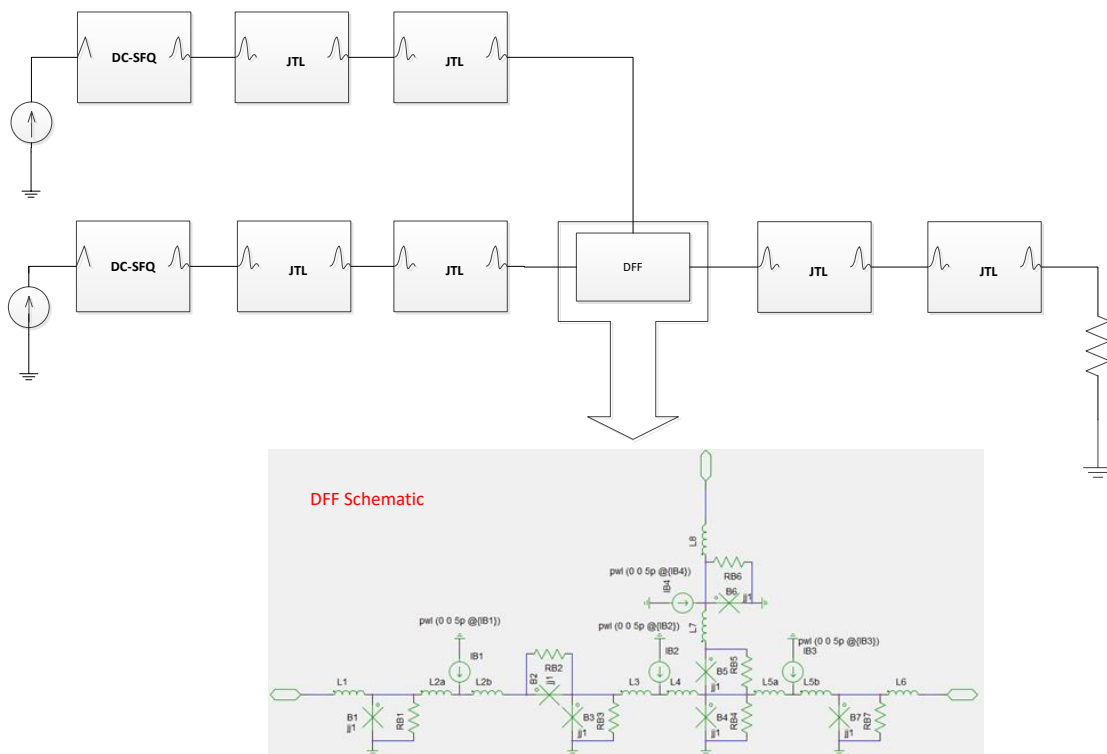 DC-SFQ JTL JTL
DC-SFQ JTL JTL DFF JTL JTL
DFF Schematic
L8
pwl (0 0 5p @{IB4})
RB6
IB4
B6
jj1
pwl (0 0 5p @{IB1})
pwl (0 0 5p @{IB2})
L7
pwl (0 0 5p @{IB3})
IB1
RB2
IB2
B5
jj1
RB5
IB3
L1
L2a
L2b
B2
jj1
L3
L4
L5a
L5b
L6
B1
jj1
RB1
B3
jj1
RB3
B4
jj1
RB4
B7
jj1
RB7